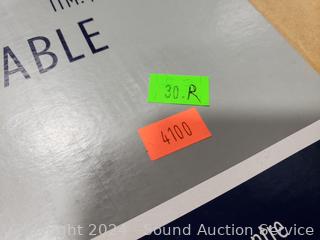 ABLE
30.R
4100
Copyright 2024 - Sound Auction Service